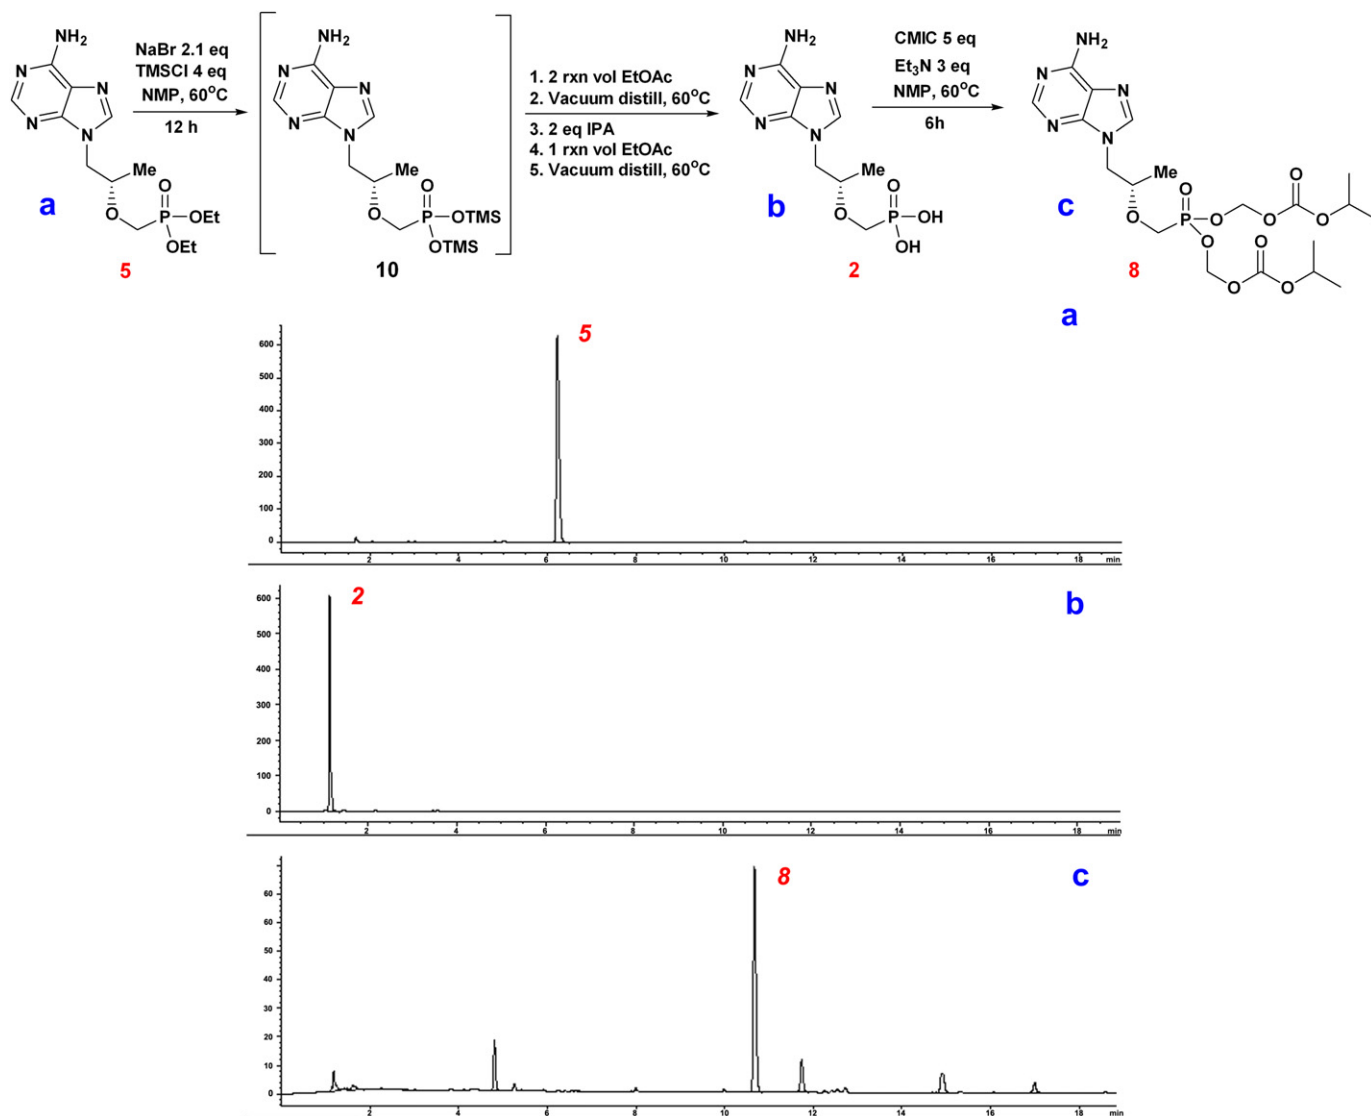 NH2
N
N
N
N
Me
O
O
P
OEt
OEt
a
5
NaBr 2.1 eq
TMSCl 4 eq
NMP, 60°C
12 h
NH2
N
N
N
N
Me
O
O
P
OTMS
OTMS
10
1. 2 rxn vol EtOAc
2. Vacuum distill, 60°C
3. 2 eq IPA
4. 1 rxn vol EtOAc
5. Vacuum distill, 60°C
NH2
N
N
N
N
Me
O
O
P
OH
OH
b
2
CMIC 5 eq
Et3N 3 eq
NMP, 60°C
6h
NH2
N
N
N
N
Me
O
O
P
O
O
O
O
O
O
O
O
c
8
a
5
600
500
400
300
200
100
0
2 4 6 8 10 12 14 16 18 min
2
b
600
500
400
300
200
100
0
2 4 6 8 10 12 14 16 18 min
8
c
60
50
40
30
20
10
0
2 4 6 8 10 12 14 16 18 min